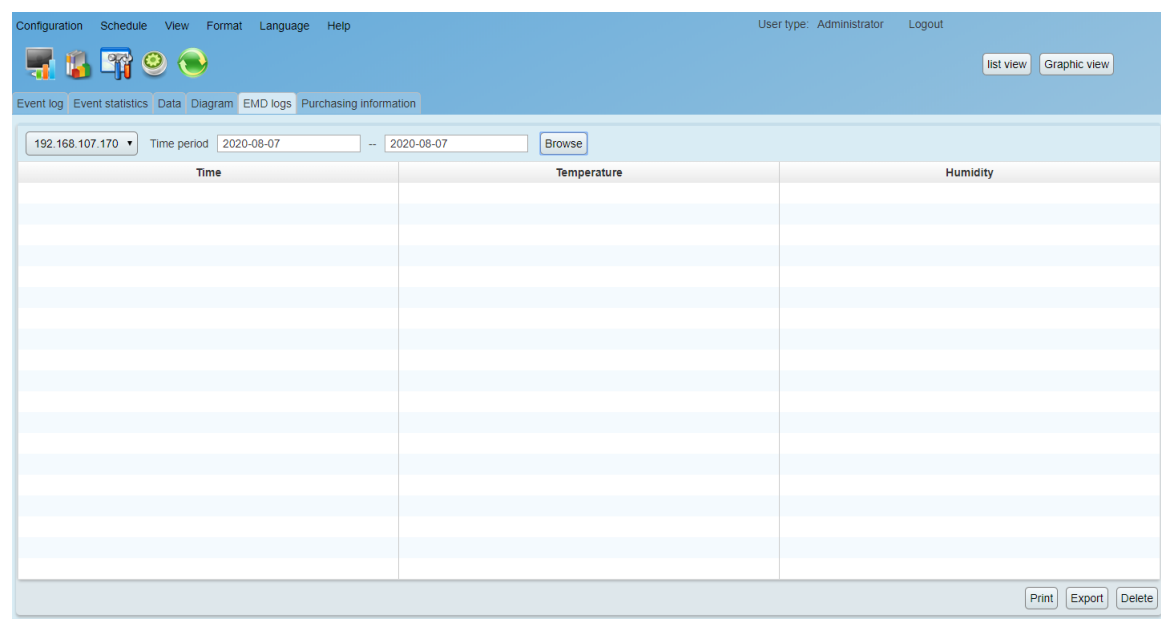 Configuration Schedule View Format Language Help User type: Administrator Logout
list view Graphic view
Event log Event statistics Data Diagram EMD logs Purchasing information
192.168.107.170 Time period 2020-08-07 -- 2020-08-07 Browse
Time Temperature Humidity
Print Export Delete